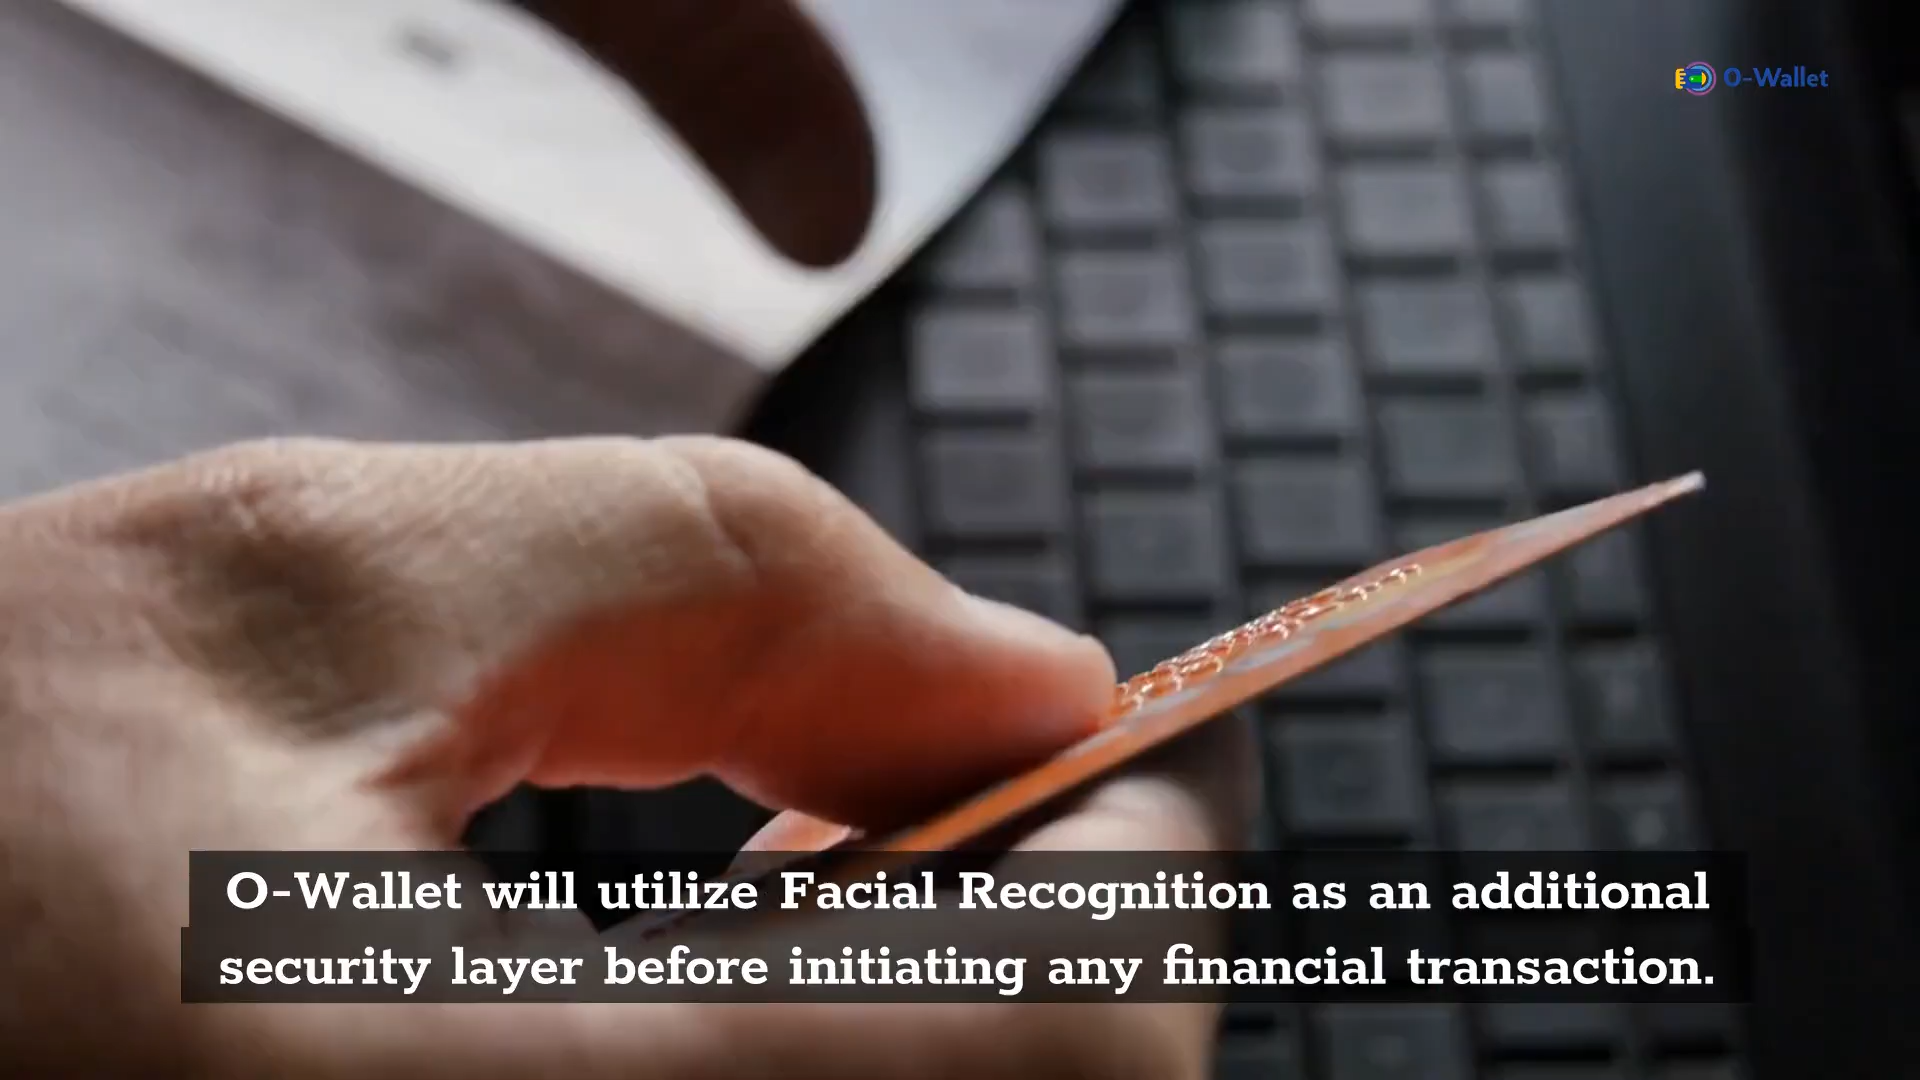 O-Wallet
O-Wallet will utilize Facial Recognition as an additional
security layer before initiating any financial transaction.